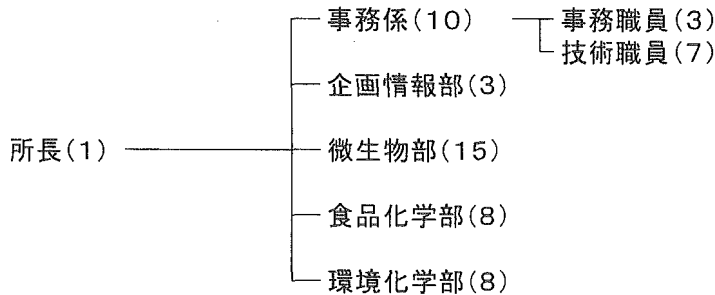 事務係(10)
事務職員(3)
技術職員(7)
企画情報部(3)
所長(1)
微生物部(15)
食品化学部(8)
環境化学部(8)